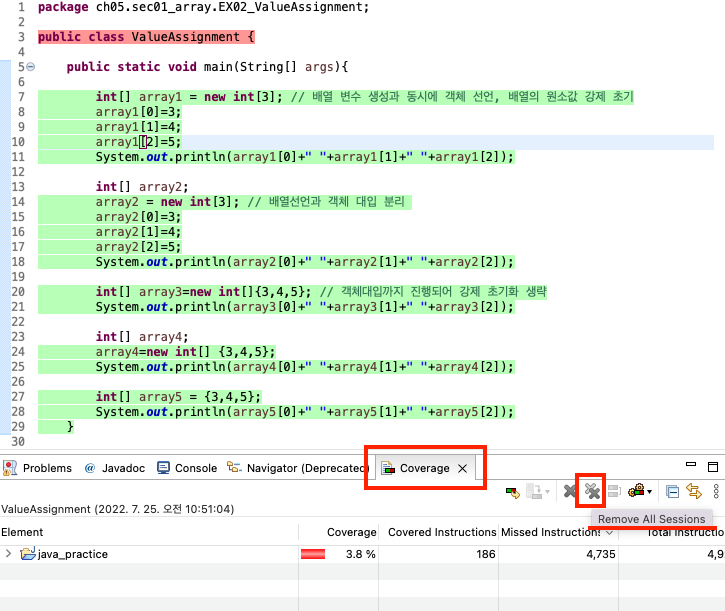 1 package ch05.sec01_array.EX02_ValueAssignment;
2
3 public class ValueAssignment {
4
5 public static void main(String[] args){
6
7 int[] array1 = new int[3]; // 배열 변수 생성과 동시에 객체 선언, 배열의 원소값 강제 초기
8 array1[0]=3;
9 array1[1]=4;
10 array1[2]=5;
11 System.out.println(array1[0]+" "+array1[1]+" "+array1[2]);
12
13 int[] array2;
14 array2 = new int[3]; // 배열선언과 객체 대입 분리
15 array2[0]=3;
16 array2[1]=4;
17 array2[2]=5;
18 System.out.println(array2[0]+" "+array2[1]+" "+array2[2]);
19
20 int[] array3=new int[]{3,4,5}; // 객체대입까지 진행되어 강제 초기화 생략
21 System.out.println(array3[0]+" "+array3[1]+" "+array3[2]);
22
23 int[] array4;
24 array4=new int[] {3,4,5};
25 System.out.println(array4[0]+" "+array4[1]+" "+array4[2]);
26
27 int[] array5 = {3,4,5};
28 System.out.println(array5[0]+" "+array5[1]+" "+array5[2]);
29 }
30
Problems @ Javadoc Console Navigator (Deprecated) Coverage
Remove All Sessions
ValueAssignment (2022. 7. 25. 오전 10:51:04)
Element Coverage Covered Instructions Missed Instructions Total Instructio
java_practice 3.8 % 186 4,735 4,9